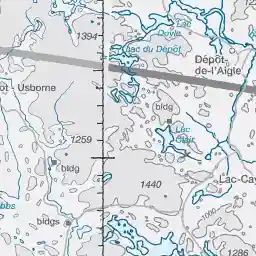 Lac
Doyle
1394
Lac du Dépôt
Dépôt-
de-l'Aigle
ot - Usborne
bldg
Lac
Clair
1259
bldg
Lac-Cay
1440
1000
bldgs
1286